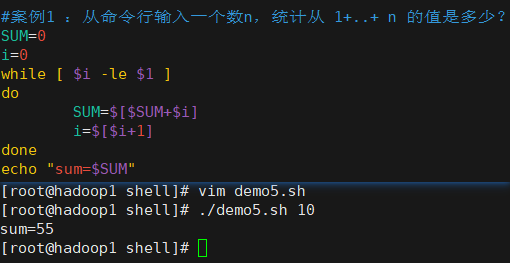 #案例1 ：从命令行输入一个数n，统计从 1+..+ n 的值是多少？
SUM=0
i=0
while [ $i -le $1 ]
do
        SUM=$[$SUM+$i]
        i=$[$i+1]
done
echo "sum=$SUM"
[root@hadoop1 shell]# vim demo5.sh
[root@hadoop1 shell]# ./demo5.sh 10
sum=55
[root@hadoop1 shell]#